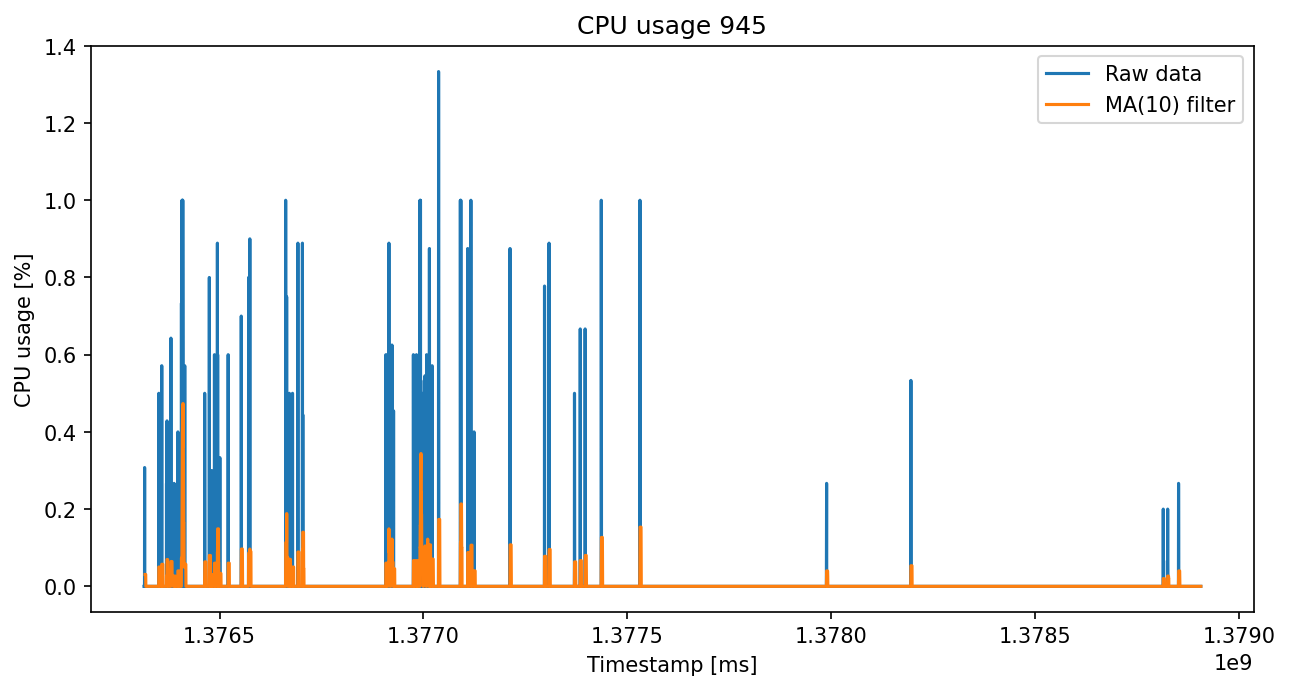 CPU usage 945
Raw data
MA(10) filter
CPU usage [%]
1.4
1.2
1.0
0.8
0.6
0.4
0.2
0.0
1.3765 1.3770 1.3775 1.3780 1.3785 1.3790
1e9
Timestamp [ms]